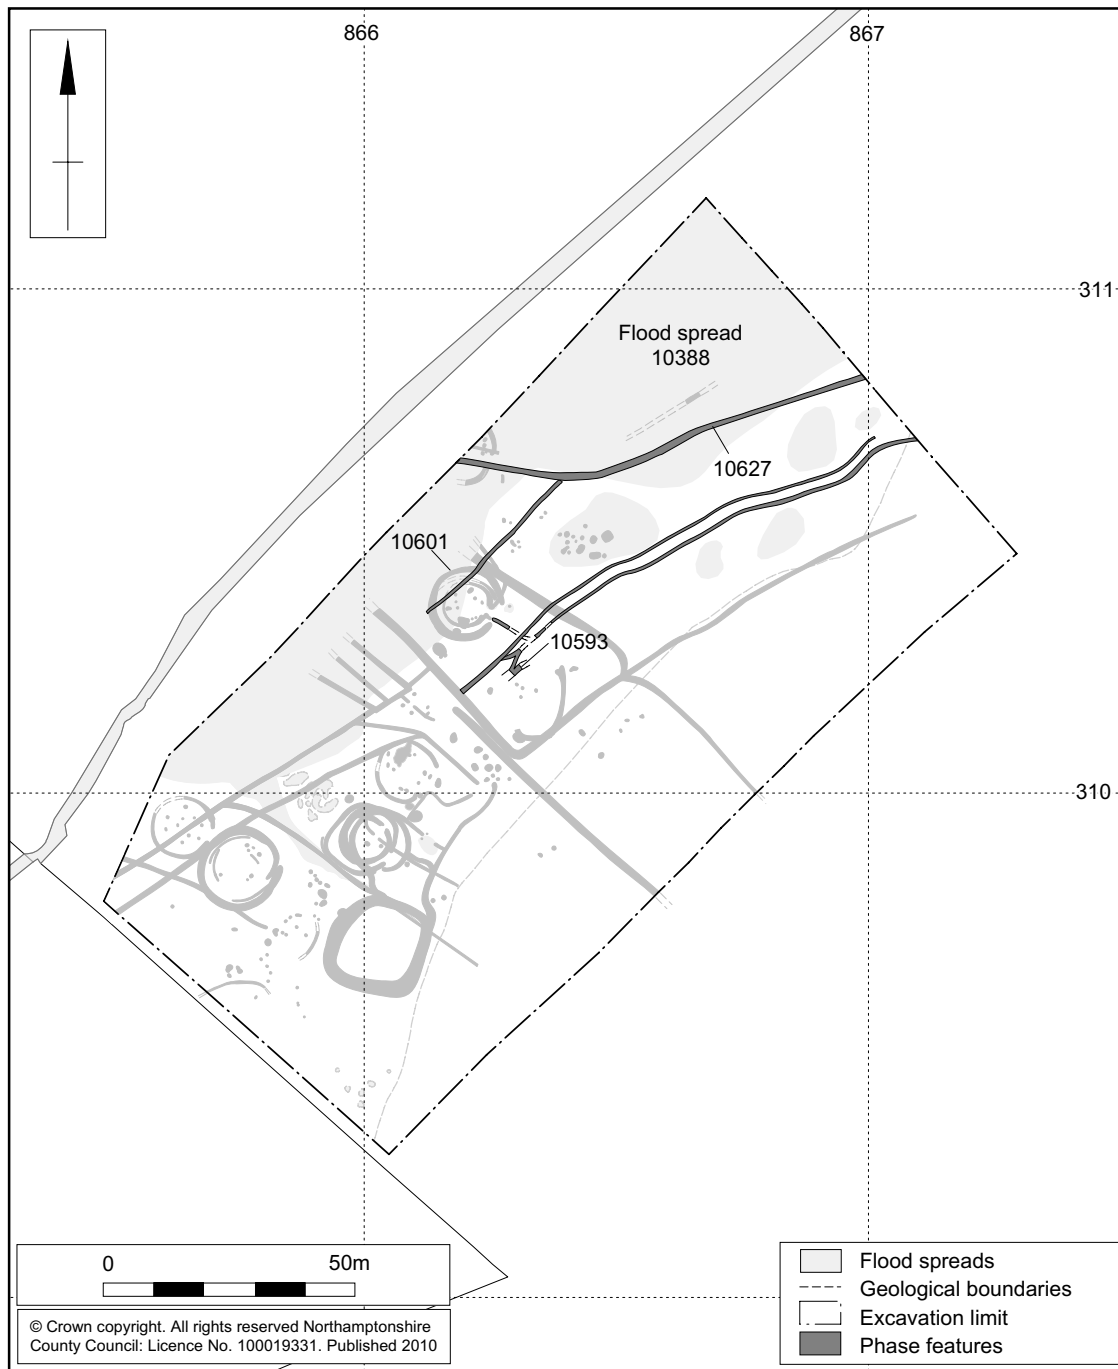 866
867
311
Flood spread
10388
10627
10601
10593
310
0
50m
Flood spreads
Geological boundaries
Excavation limit
Phase features
© Crown copyright. All rights reserved Northamptonshire
County Council: Licence No. 100019331. Published 2010